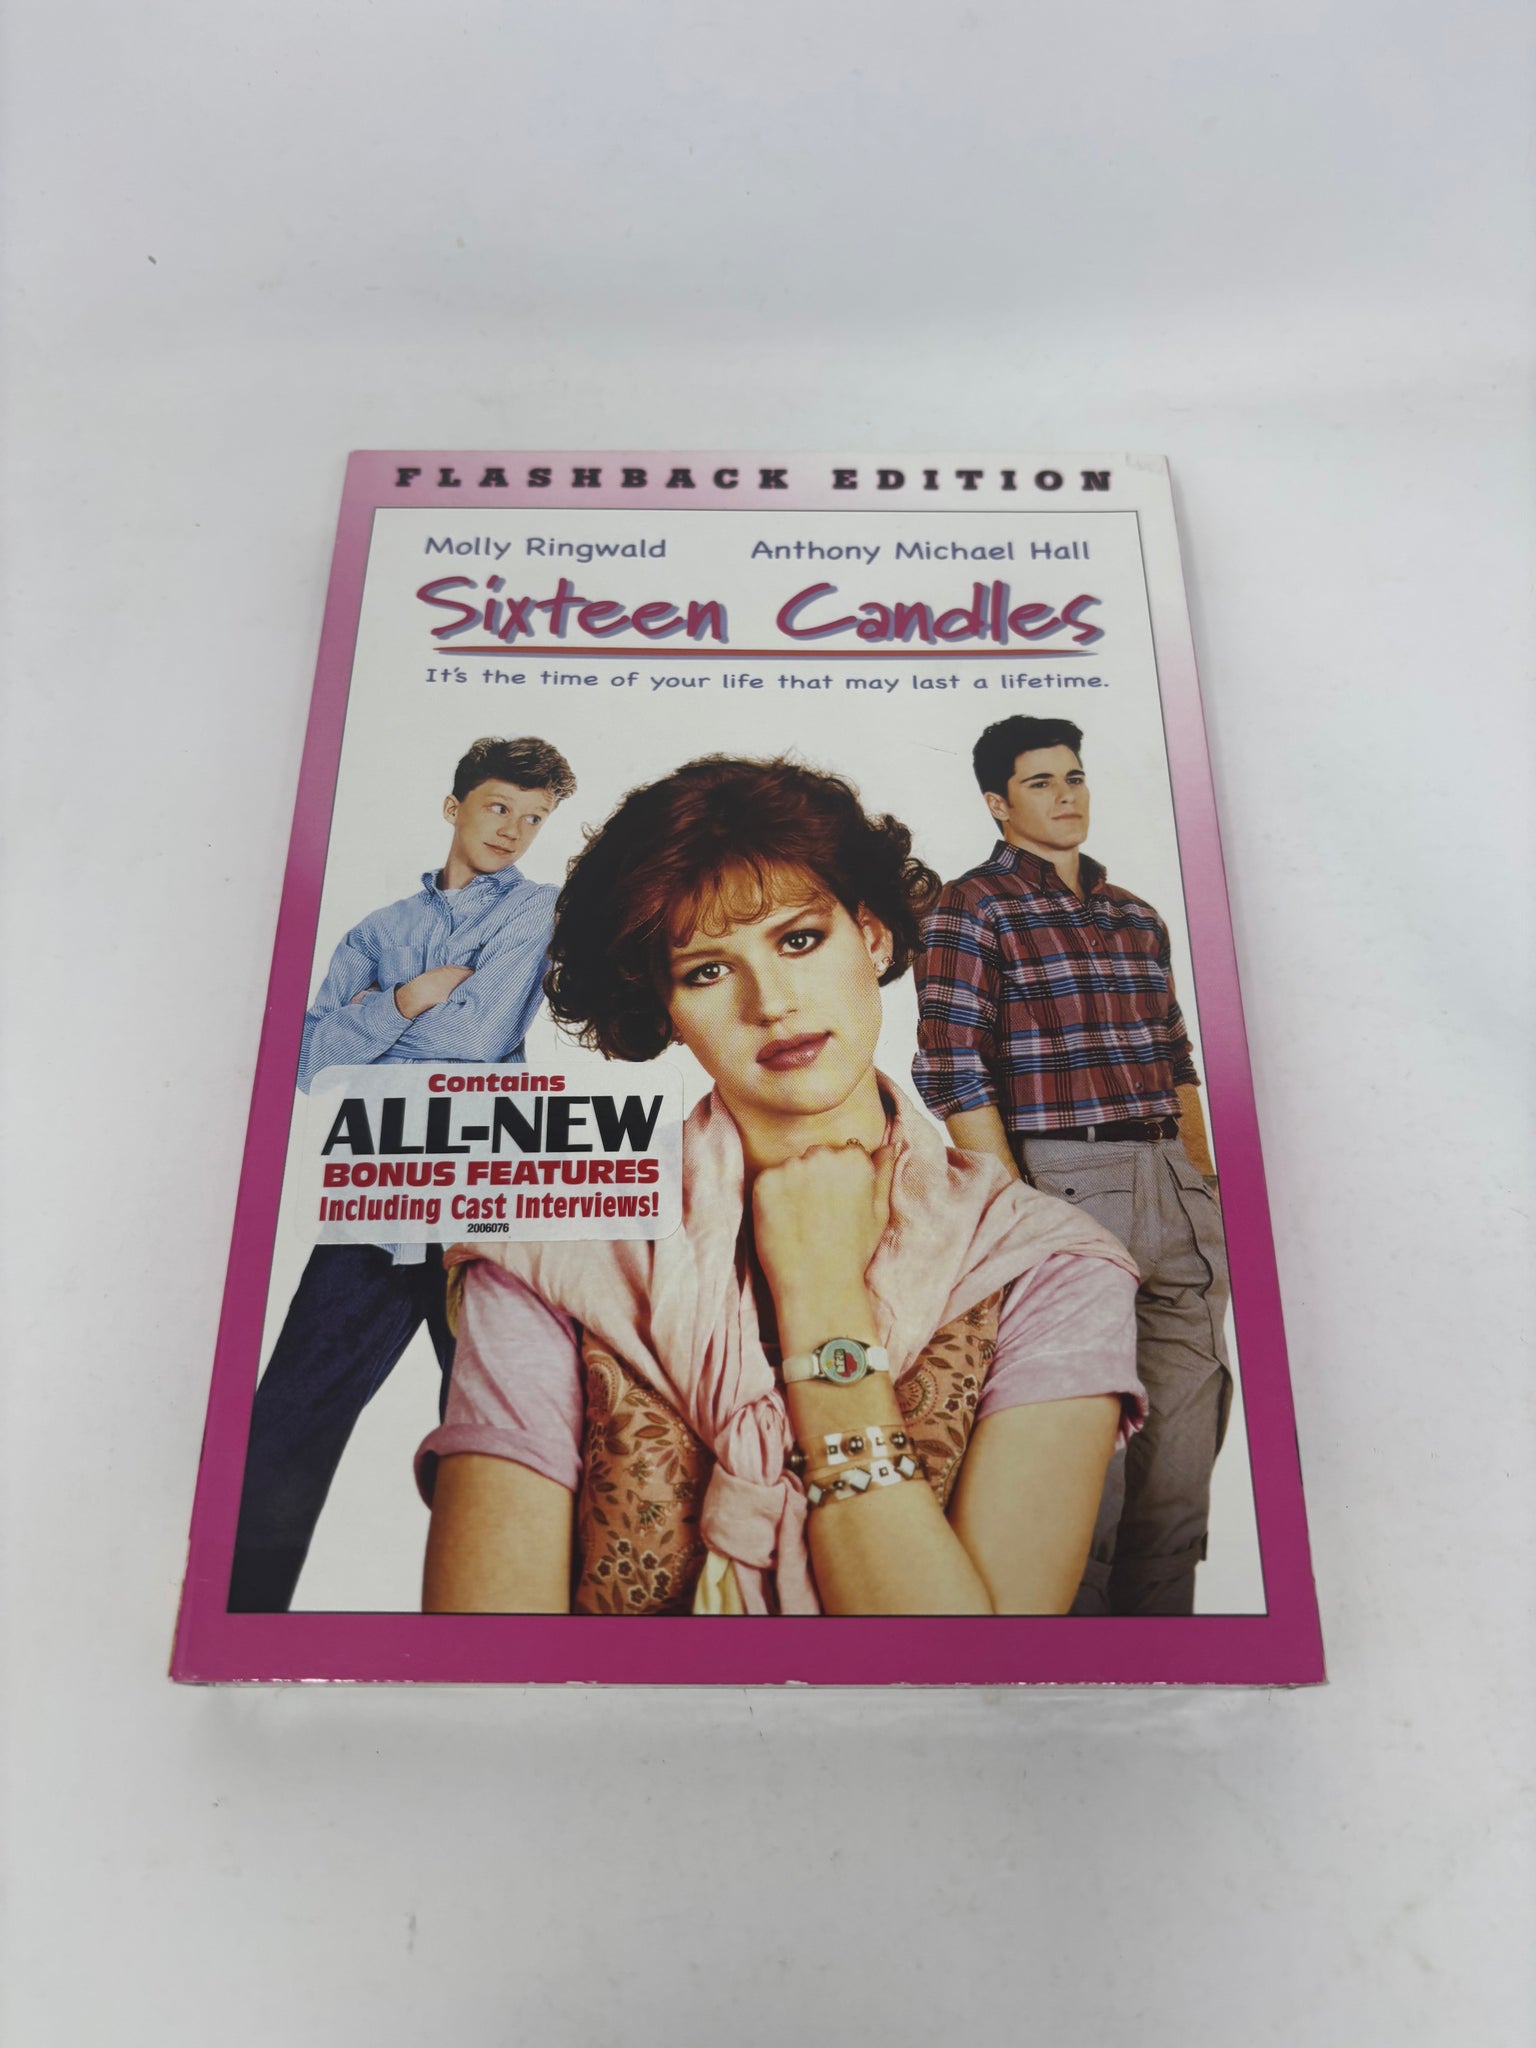 FLASHBACK EDITION
Molly Ringwald Anthony Michael Hall
Sixteen Candles
It's the time of your life that may last a lifetime.
Contains
ALL-NEW
BONUS FEATURES
Including Cast Interviews!
2006076